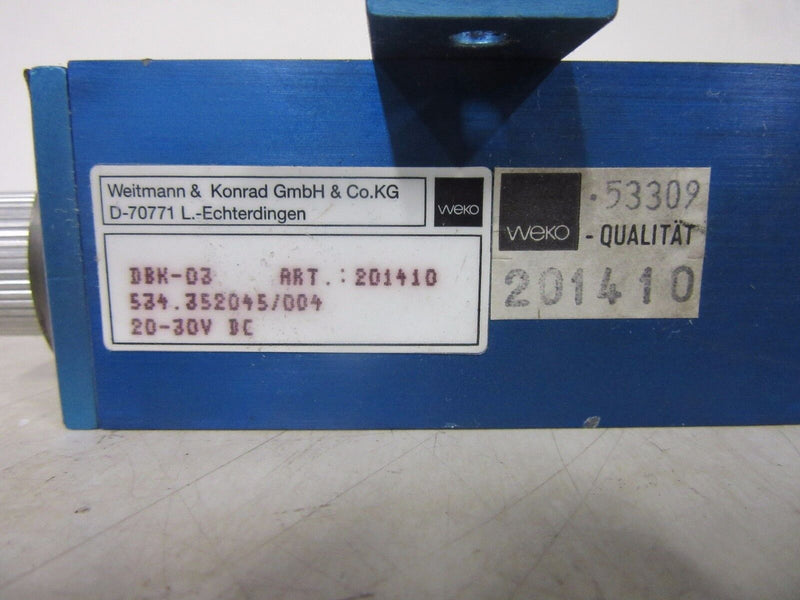 Weitmann & Konrad GmbH & Co.KG
D-70771 L.-Echterdingen
WEKO
DBK-03 ART.: 201410
534.352045/004
20-30V DC
WEKO
·53309
-QUALITÄT
201410